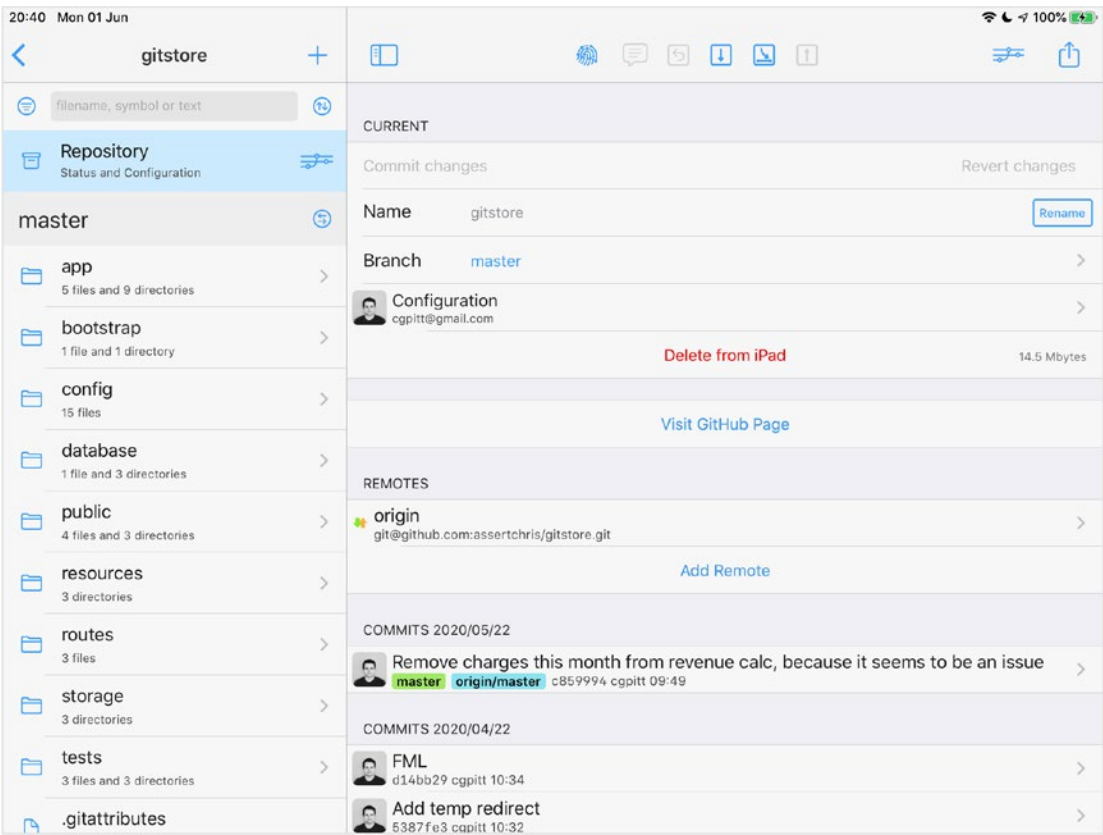 20:40 Mon 01 Jun
100%
gitstore
filename, symbol or text
Repository
Status and Configuration
master
app
5 files and 9 directories
bootstrap
1 file and 1 directory
config
15 files
database
1 file and 3 directories
public
4 files and 3 directories
resources
3 directories
routes
3 files
storage
3 directories
tests
3 files and 3 directories
.gitattributes
CURRENT
Commit changes Revert changes
Name gitstore Rename
Branch master
Configuration
cgpitt@gmail.com
Delete from iPad 14.5 Mbytes
Visit GitHub Page
REMOTES
origin
git@github.com:assertchris/gitstore.git
Add Remote
COMMITS 2020/05/22
Remove charges this month from revenue calc, because it seems to be an issue
master origin/master c859994 cgpitt 09:49
COMMITS 2020/04/22
FML
d14bb29 cgpitt 10:34
Add temp redirect
5387fe3 cgpitt 10:32